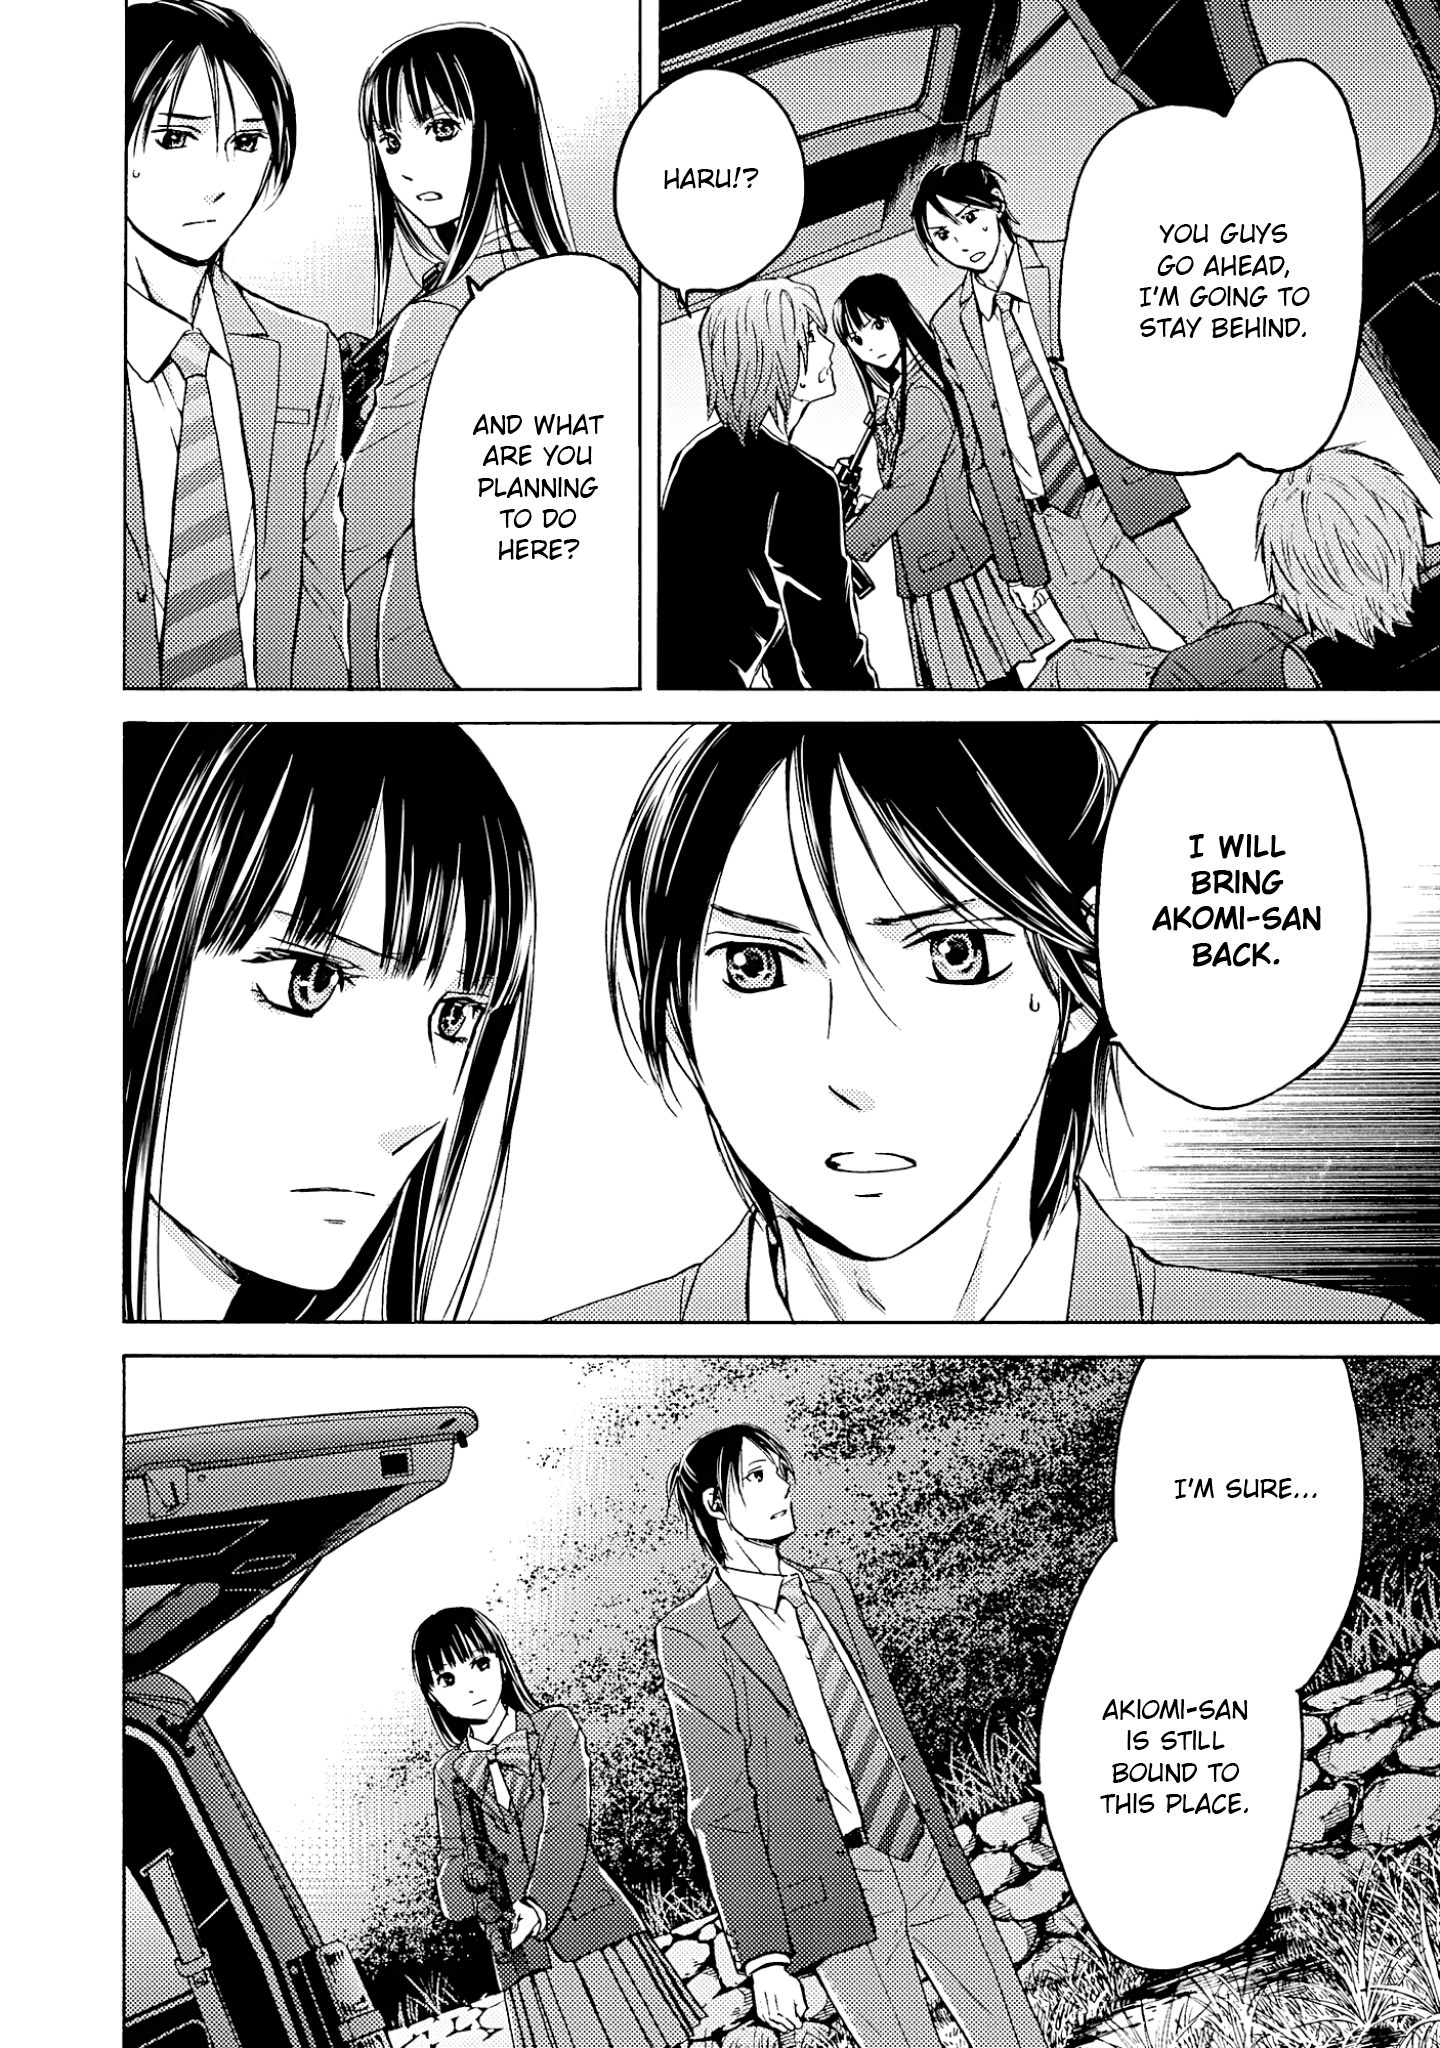 YOU GUYS
GO AHEAD,
I'M GOING TO
STAY BEHIND.
HARU!?
AND WHAT
ARE YOU
PLANNING
TO DO
HERE?
I WILL
BRING
AKOMI-SAN
BACK.
I'M SURE...
AKIOMI-SAN
IS STILL
BOUND TO
THIS PLACE.